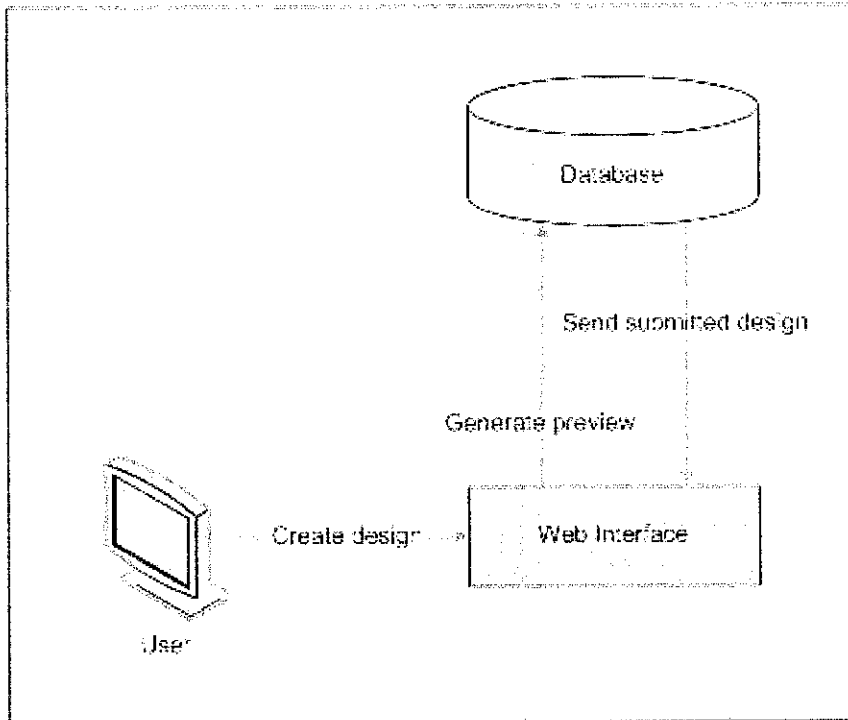 Database
Send submitted design
Generate preview
Create design
Web Interface
User